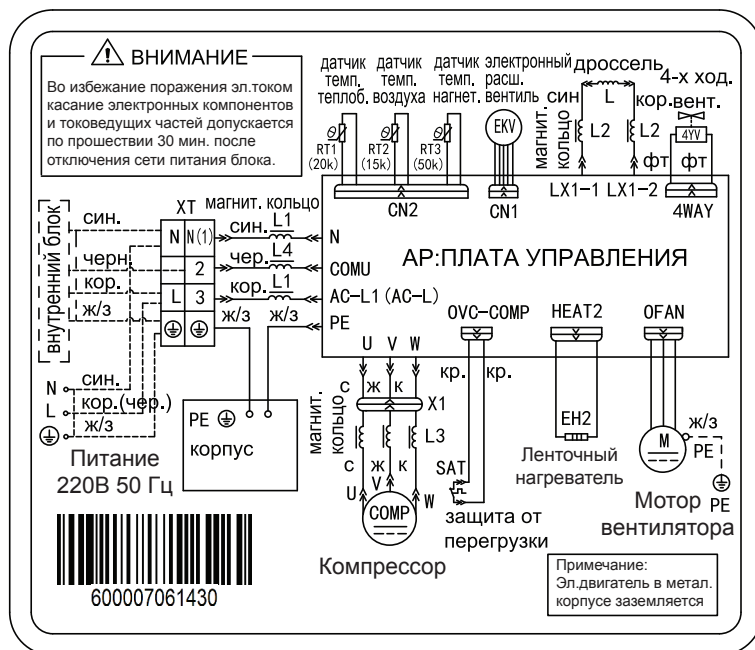 ВНИМАНИЕ
Во избежание поражения эл.током
касание электронных компонентов
и токоведущих частей допускается
по прошествии 30 мин. после
отключения сети питания блока.
датчик темп. теплоб.
датчик темп. воздуха
датчик темп. нагнет.
электронный расш. вентиль
дроссель
4-х ход. вент.
син
L
кор.
магнит. кольцо
L2
L2
4YV
фт
фт
θ
RT1
(20k)
θ
RT2
(15k)
θ
RT3
(50k)
EKV
CN2
CN1
LX1-1
LX1-2
4WAY
внутренний блок
син.
черн
кор.
ж/з
XT
N
N(1)
2
L
3
магнит. кольцо
син.
L1
чер.
L4
кор.
L1
ж/з
ж/з
N
COMU
AC-L1(AC-L)
PE
АР:ПЛАТА УПРАВЛЕНИЯ
U
V
W
OVC-COMP
HEAT2
OFAN
N
син.
L
кор.(чер.)
ж/з
Питание
220В 50 Гц
PE
корпус
с
ж
к
X1
магнит. кольцо
L3
с
ж
к
U
V
W
COMP
Компрессор
кр.
кр.
SAT
защита от
перегрузки
EH2
Ленточный
нагреватель
M
ж/з
PE
PE
Мотор
вентилятора
600007061430
Примечание:
Эл.двигатель в метал.
корпусе заземляется